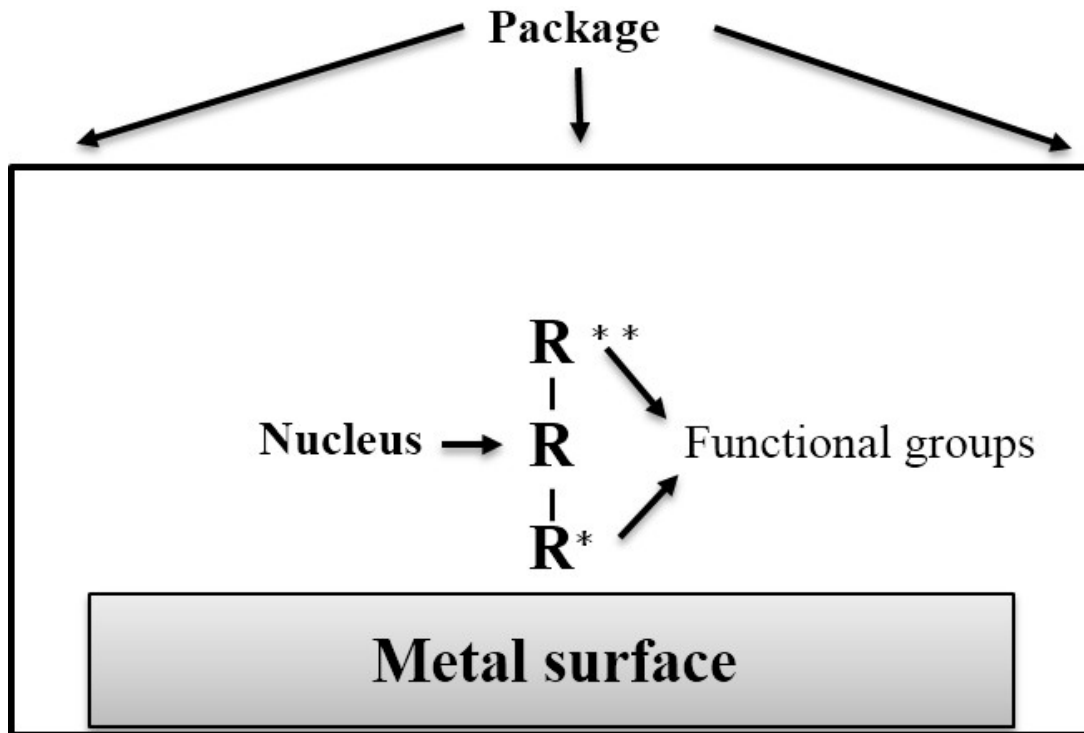 Package
R **
Nucleus R Functional groups
R*
Metal surface